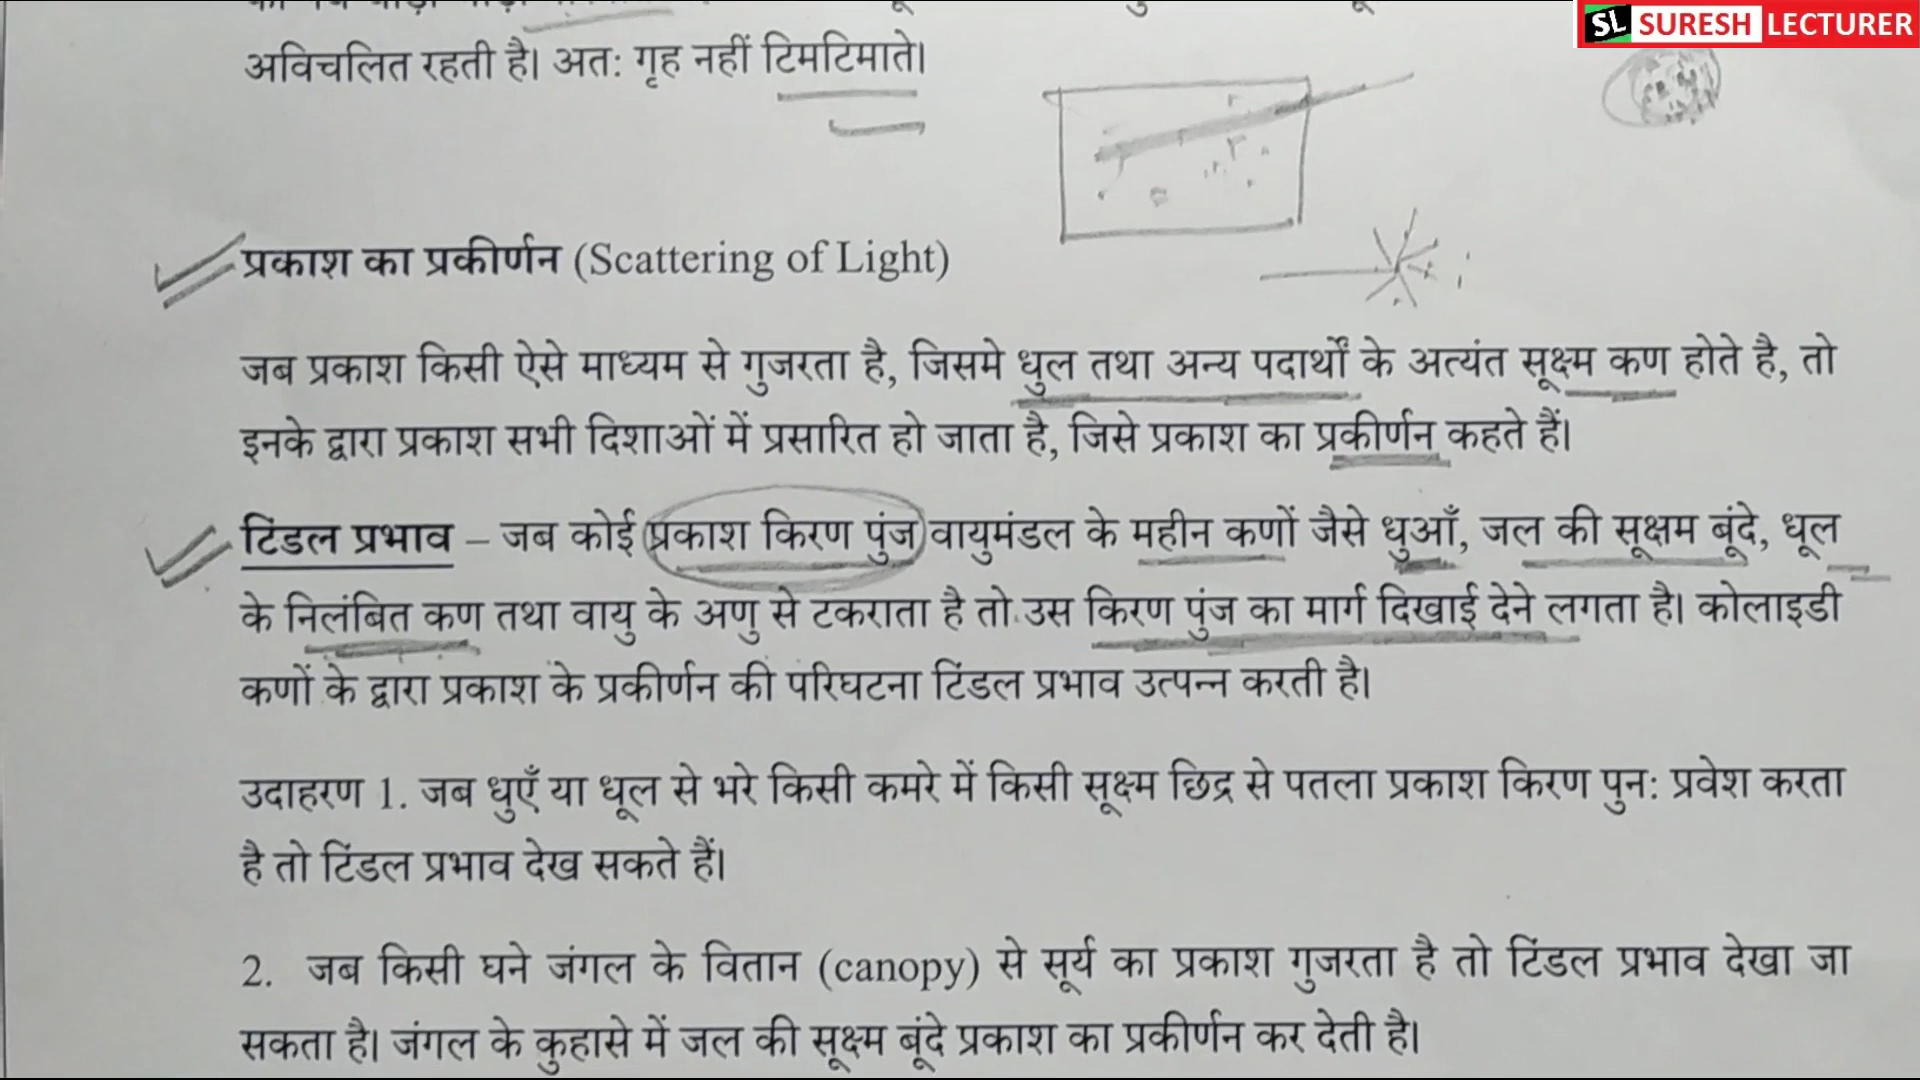 SL SURESH LECTURER
अविचलित रहती है। अत: गृह नहीं टिमटिमाते।
प्रकाश का प्रकीर्णन (Scattering of Light)
जब प्रकाश किसी ऐसे माध्यम से गुजरता है, जिसमे धुल तथा अन्य पदार्थों के अत्यंत सूक्ष्म कण होते है, तो
इनके द्वारा प्रकाश सभी दिशाओं में प्रसारित हो जाता है, जिसे प्रकाश का प्रकीर्णन कहते हैं।
टिंडल प्रभाव – जब कोई प्रकाश किरण पुंज वायुमंडल के महीन कणों जैसे धुआँ, जल की सूक्षम बूंदे, धूल
के निलंबित कण तथा वायु के अणु से टकराता है तो उस किरण पुंज का मार्ग दिखाई देने लगता है। कोलाइडी
कणों के द्वारा प्रकाश के प्रकीर्णन की परिघटना टिंडल प्रभाव उत्पन्न करती है।
उदाहरण 1. जब धुएँ या धूल से भरे किसी कमरे में किसी सूक्ष्म छिद्र से पतला प्रकाश किरण पुन: प्रवेश करता
है तो टिंडल प्रभाव देख सकते हैं।
2. जब किसी घने जंगल के वितान (canopy) से सूर्य का प्रकाश गुजरता है तो टिंडल प्रभाव देखा जा
सकता है। जंगल के कुहासे में जल की सूक्ष्म बूंदे प्रकाश का प्रकीर्णन कर देती है।